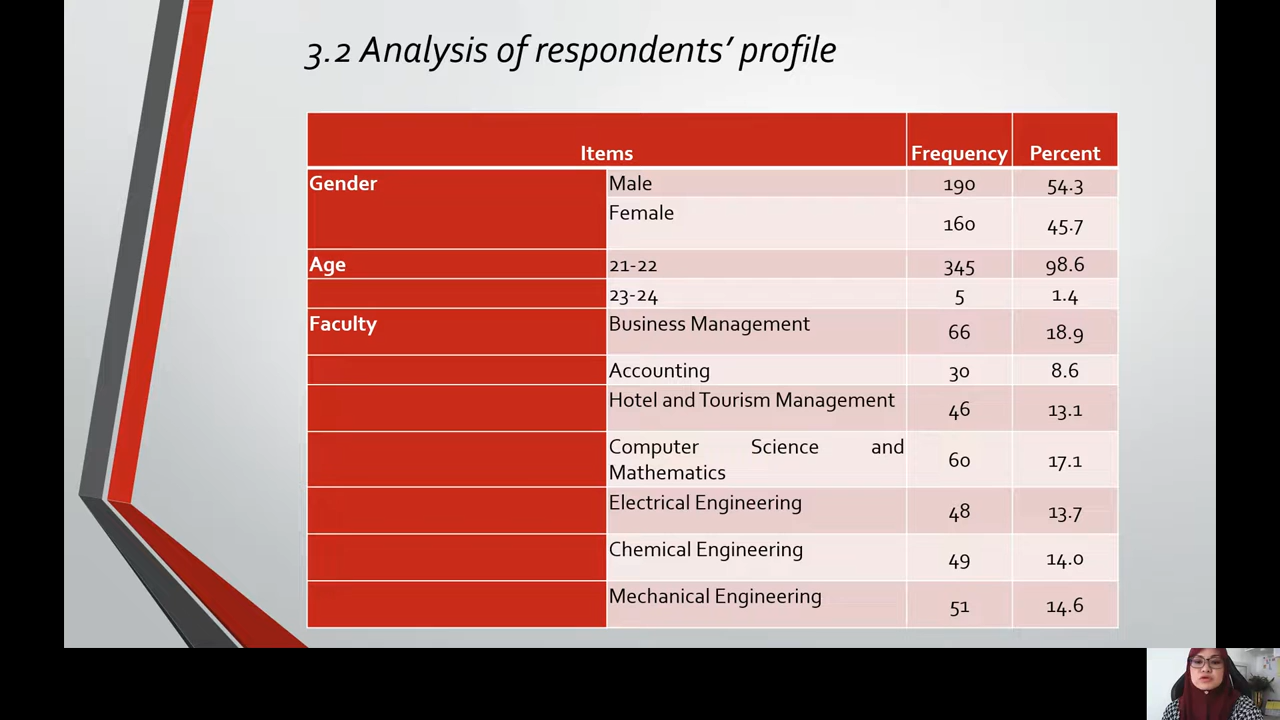 3.2 Analysis of respondents’ profile
Items Frequency Percent
Gender Male 190 54.3
Female 160 45.7
Age 21-22 345 98.6
23-24 5 1.4
Faculty Business Management 66 18.9
Accounting 30 8.6
Hotel and Tourism Management 46 13.1
Computer Science and
Mathematics 60 17.1
Electrical Engineering 48 13.7
Chemical Engineering 49 14.0
Mechanical Engineering 51 14.6